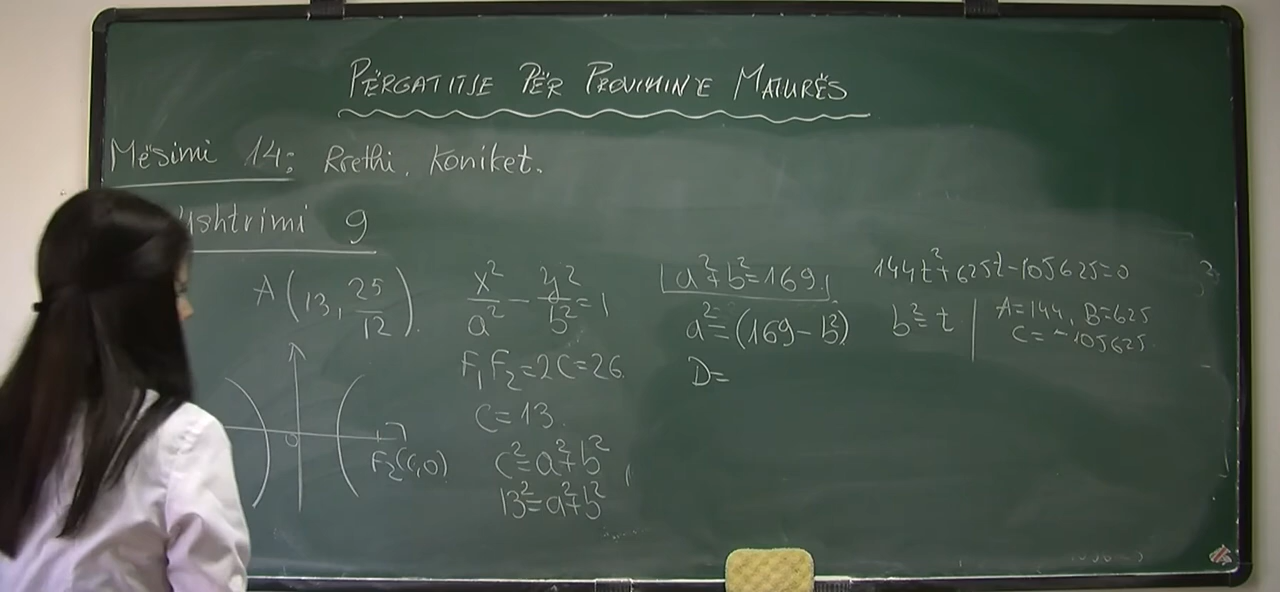 PËRGATITJE PËR PROVIMIN E MATURËS
Mësimi 14: Rrethi, Koniket.
ushtrimi 9
A(13, 25/12).
x²/a² - y²/b² = 1
F₁F₂=2C=26.
C=13.
c²=a²+b²
13²=a²+b²
0
F₂(c,0)
a²+b²=169.
a²=(169-b²)
D=
144t²+625t-105625=0
b²=t
A=144, B=625
C=-105625.